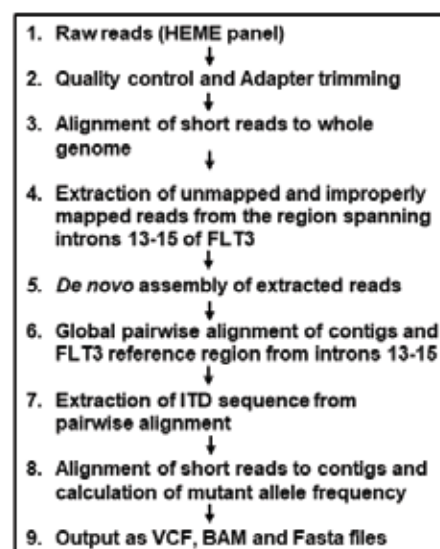 1. Raw reads (HEME panel)
2. Quality control and Adapter trimming
3. Alignment of short reads to whole
genome
4. Extraction of unmapped and improperly
mapped reads from the region spanning
introns 13-15 of FLT3
5. De novo assembly of extracted reads
6. Global pairwise alignment of contigs and
FLT3 reference region from introns 13-15
7. Extraction of ITD sequence from
pairwise alignment
8. Alignment of short reads to contigs and
calculation of mutant allele frequency
9. Output as VCF, BAM and Fasta files